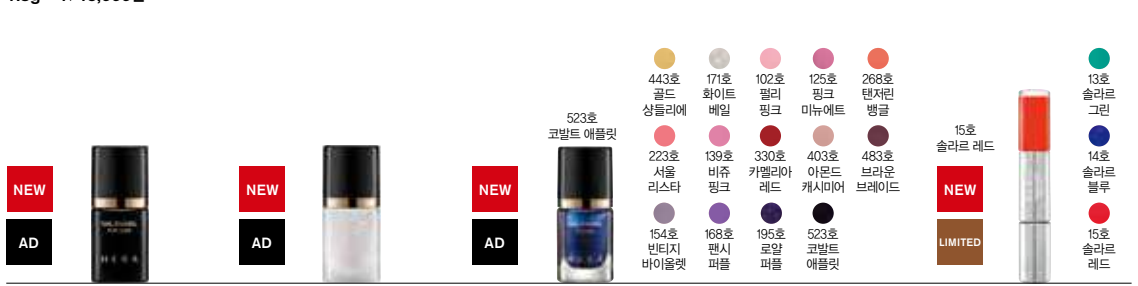 NEW
AD
NEW
AD
NEW
AD
523호
코발트 애플릿
443호
골드
샹들리에
171호
화이트
베일
102호
펄리
핑크
125호
핑크
미뉴에트
268호
탠저린
뱅글
223호
서울
리스타
139호
비쥬
핑크
330호
카멜리아
레드
403호
아몬드
캐시미어
483호
브라운
브레이드
154호
빈티지
바이올렛
168호
팬시
퍼플
195호
로얄
퍼플
523호
코발트
애플릿
15호
솔라르 레드
NEW
LIMITED
13호
솔라르
그린
14호
솔라르
블루
15호
솔라르
레드